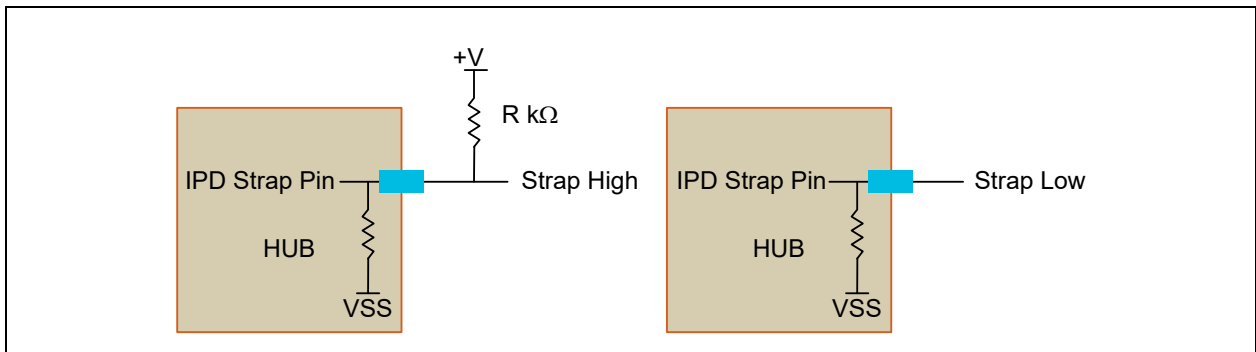 +V
R kΩ
IPD Strap Pin
Strap High
HUB
VSS
IPD Strap Pin
Strap Low
HUB
VSS